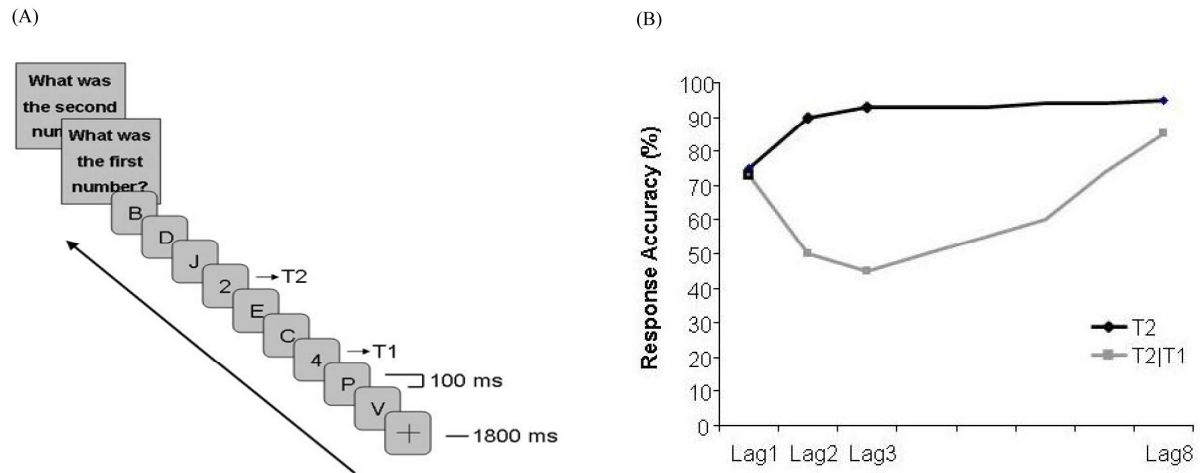 (A)
What was
the second
num
What was
the first
number?
B
D
J
2
→T2
E
C
4
→T1
P
100 ms
V
1800 ms
(B)
Response Accuracy (%)
100
90
80
70
60
50
40
30
20
10
0
Lag1
Lag2
Lag3
Lag8
T2
T2|T1